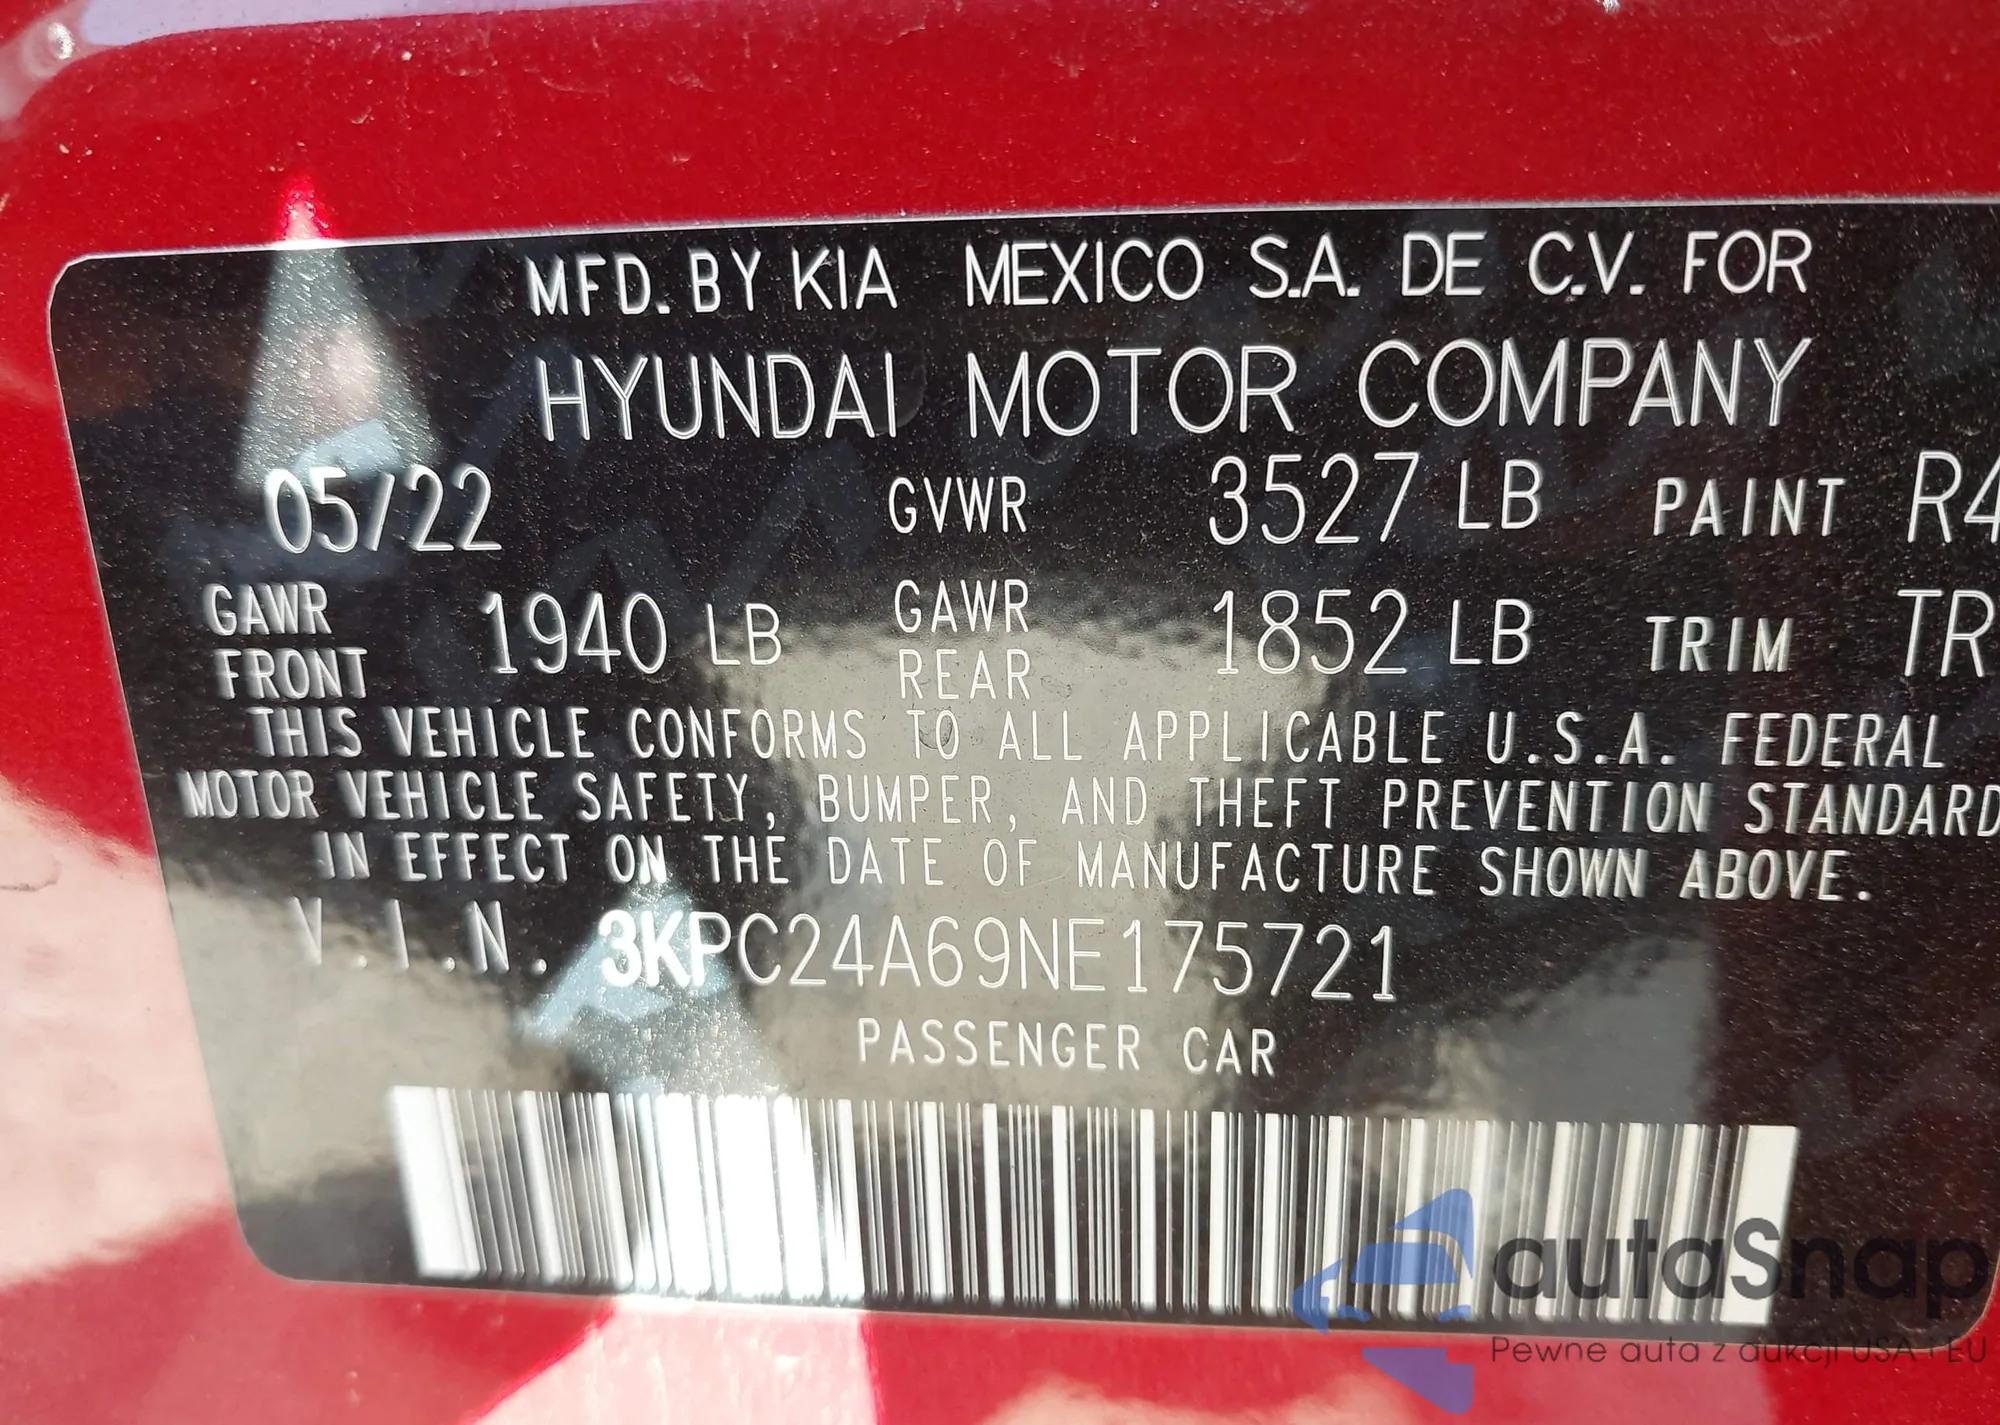 MFD. BY KIA MEXICO S.A. DE C.V. FOR
HYUNDAI MOTOR COMPANY
05/22 GVWR 3527 LB PAINT R4
GAWR FRONT 1940 LB GAWR REAR 1852 LB TRIM TR
THIS VEHICLE CONFORMS TO ALL APPLICABLE U.S.A. FEDERAL
MOTOR VEHICLE SAFETY, BUMPER, AND THEFT PREVENTION STANDARD
IN EFFECT ON THE DATE OF MANUFACTURE SHOWN ABOVE.
V.I.N. 3KPC24A69NE175721
PASSENGER CAR
autaSnap
Pewne auta z aukcji USA i EU